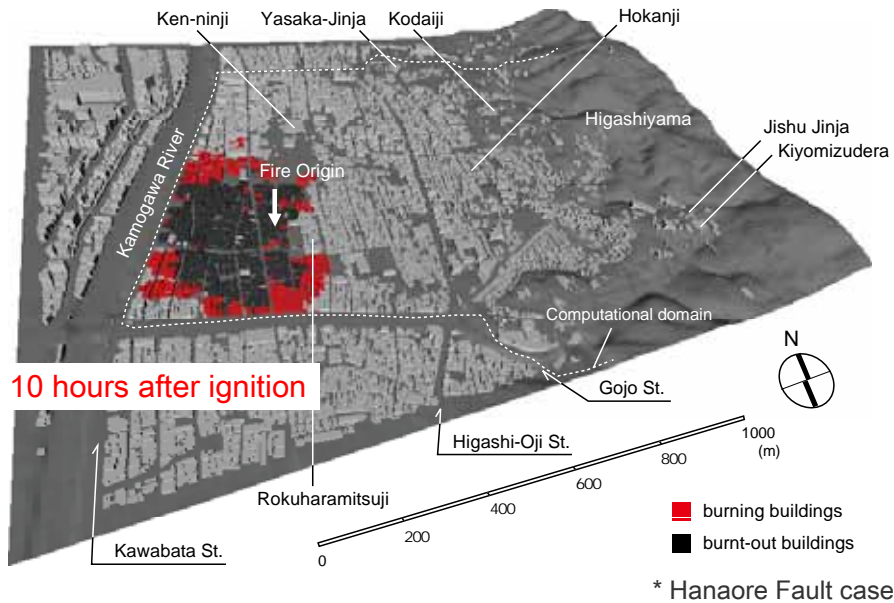 Ken-ninji
Yasaka-Jinja
Kodaiji
Hokanji
Higashiyama
Jishu Jinja
Kiyomizudera
Kamogawa River
Fire Origin
Computational domain
N
10 hours after ignition
Gojo St.
Higashi-Oji St.
Rokuharamitsuji
Kawabata St.
0
200
400
600
800
1000
(m)
burning buildings
burnt-out buildings
* Hanaore Fault case